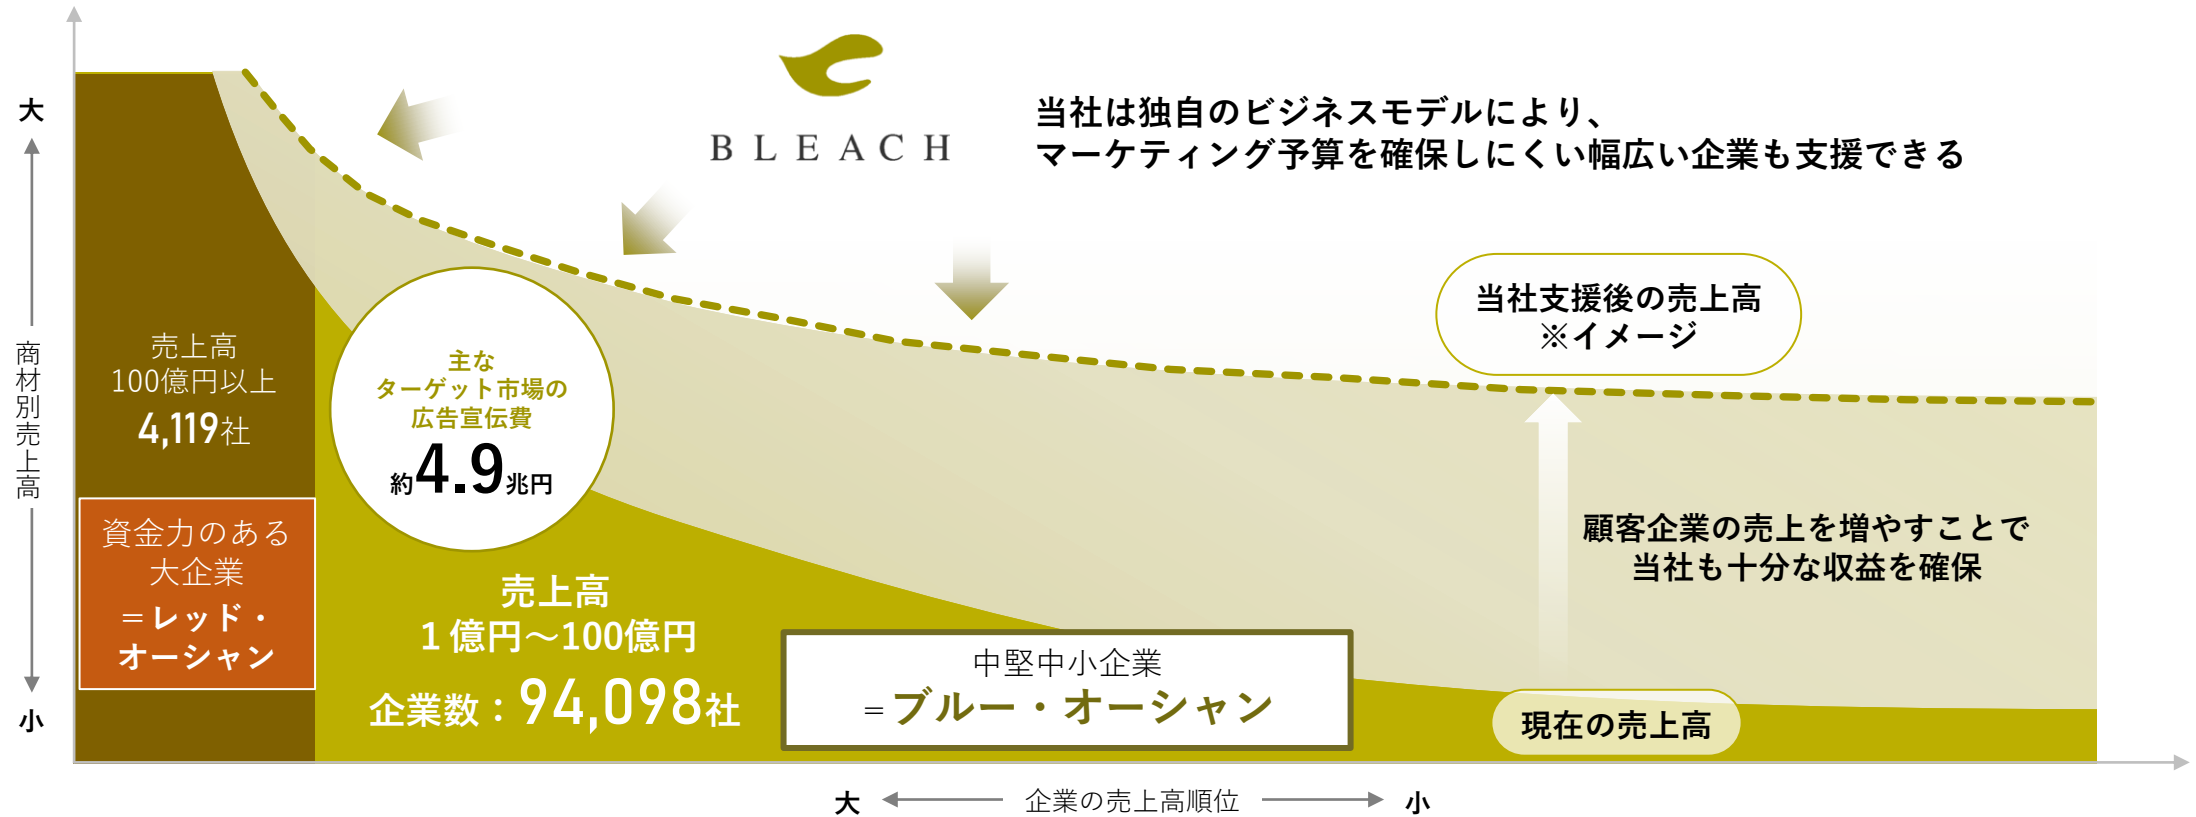 BLEACH
当社は独自のビジネスモデルにより、
マーケティング予算を確保しにくい幅広い企業も支援できる
大
商材別売上高
小
売上高
100億円以上
4,119社
資金力のある
大企業
＝レッド・
オーシャン
主な
ターゲット市場の
広告宣伝費
約4.9兆円
売上高
１億円～100億円
企業数：94,098社
中堅中小企業
＝ブルー・オーシャン
当社支援後の売上高
※イメージ
顧客企業の売上を増やすことで
当社も十分な収益を確保
現在の売上高
大 企業の売上高順位 小